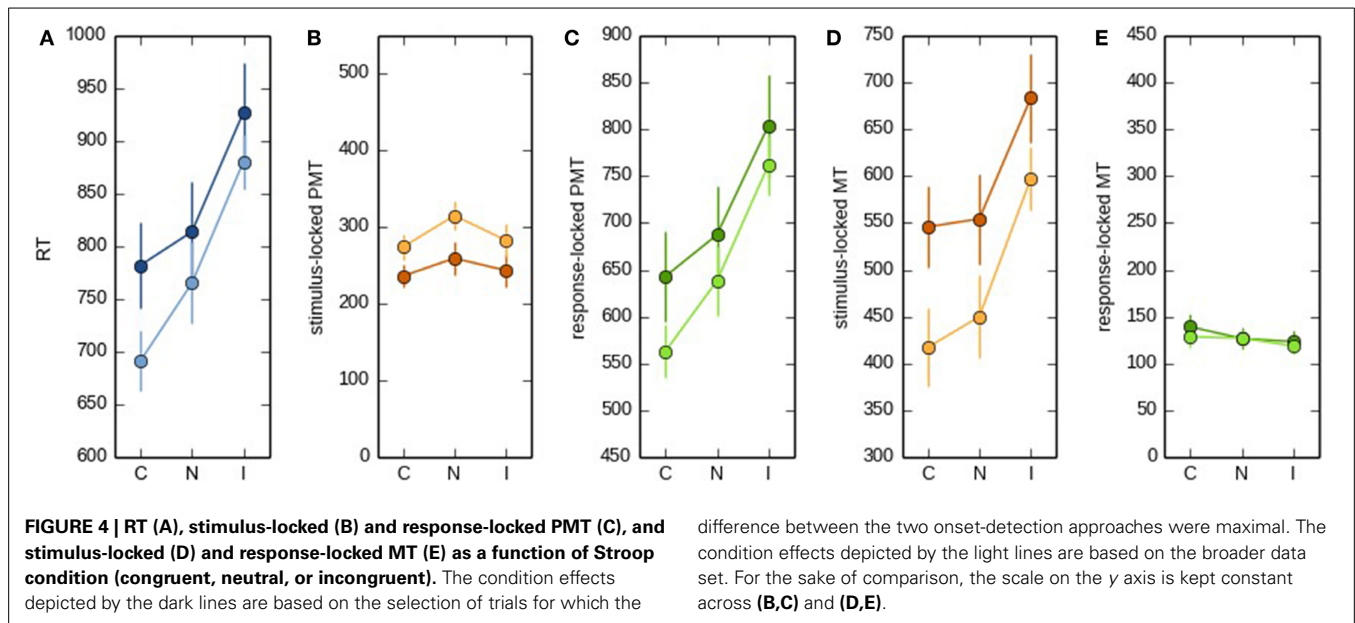 A
1000
950
900
850
800
750
700
650
600
RT
C N I
B
500
400
300
200
100
0
stimulus-locked PMT
C N I
C
900
850
800
750
700
650
600
550
500
450
response-locked PMT
C N I
D
750
700
650
600
550
500
450
400
350
300
stimulus-locked MT
C N I
E
450
400
350
300
250
200
150
100
50
0
response-locked MT
C N I
FIGURE 4 | RT (A), stimulus-locked (B) and response-locked PMT (C), and
stimulus-locked (D) and response-locked MT (E) as a function of Stroop
condition (congruent, neutral, or incongruent). The condition effects
depicted by the dark lines are based on the selection of trials for which the
difference between the two onset-detection approaches were maximal. The
condition effects depicted by the light lines are based on the broader data
set. For the sake of comparison, the scale on the y axis is kept constant
across (B,C) and (D,E).